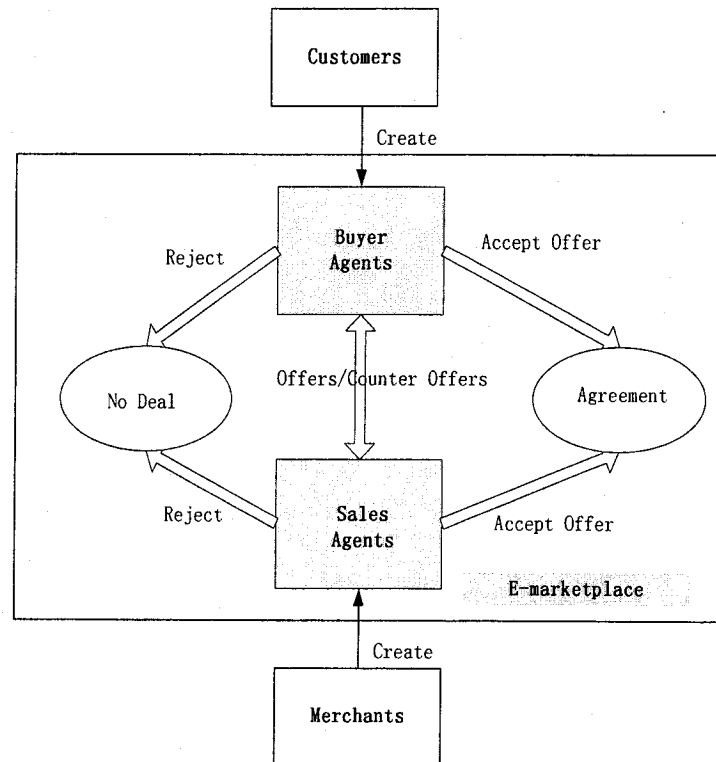 Customers
Create
Buyer
Agents
Reject
Accept Offer
Offers/Counter Offers
No Deal
Agreement
Reject
Sales
Agents
Accept Offer
E-marketplace
Create
Merchants